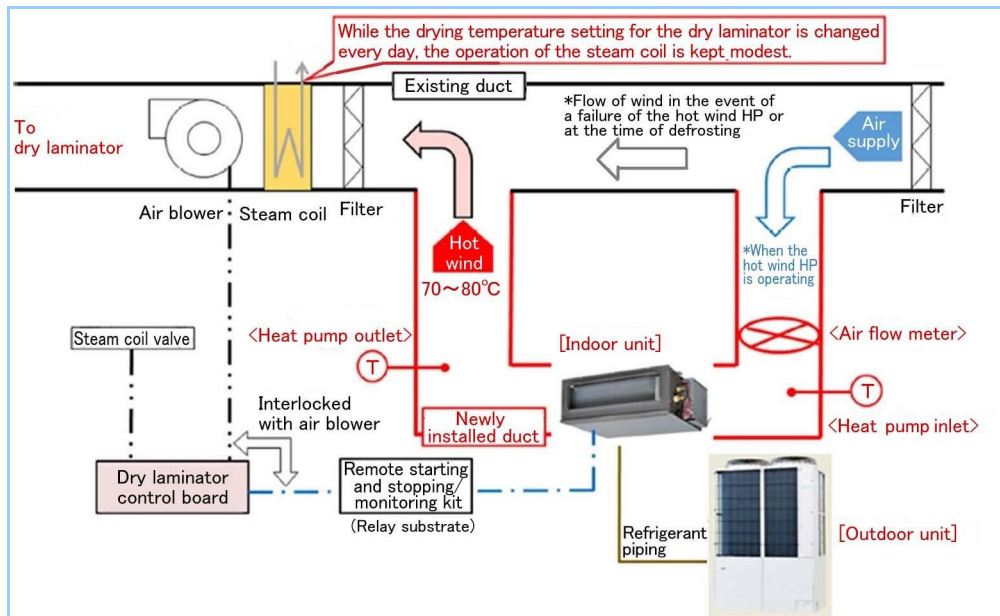 While the drying temperature setting for the dry laminator is changed
every day, the operation of the steam coil is kept modest.
Existing duct
*Flow of wind in the event of
a failure of the hot wind HP or
at the time of defrosting
Air
supply
To
dry laminator
Air blower
Steam coil
Filter
Filter
Hot
wind
70～80℃
*When the
hot wind HP
is operating
Steam coil valve
<Heat pump outlet>
[Indoor unit]
<Air flow meter>
T
T
Interlocked
with air blower
Newly
installed duct
<Heat pump inlet>
Dry laminator
control board
Remote starting
and stopping/
monitoring kit
(Relay substrate)
Refrigerant
piping
[Outdoor unit]